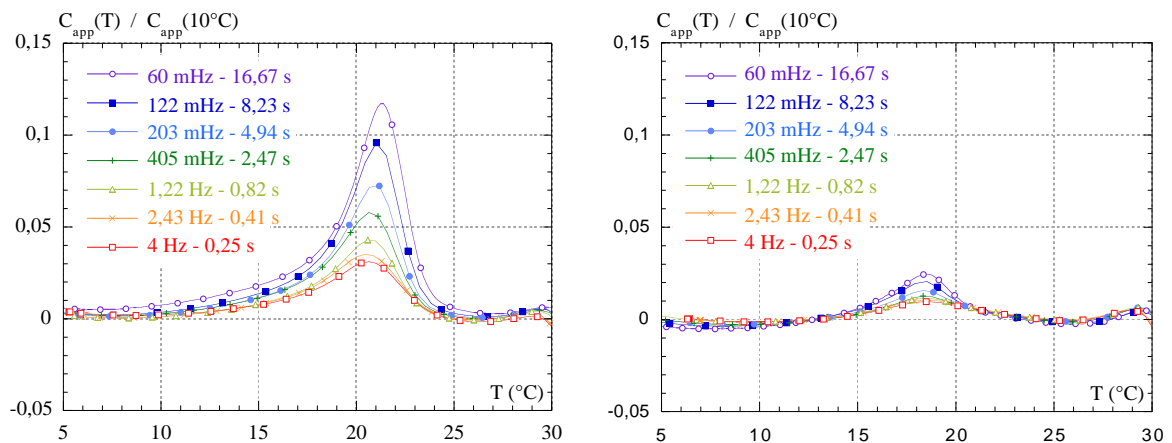 C_app(T) / C_app(10°C)
0,15
0,1
0,05
0
-0,05
60 mHz - 16,67 s
122 mHz - 8,23 s
203 mHz - 4,94 s
405 mHz - 2,47 s
1,22 Hz - 0,82 s
2,43 Hz - 0,41 s
4 Hz - 0,25 s
T (°C)
5 10 15 20 25 30
C_app(T) / C_app(10°C)
0,15
0,1
0,05
0
-0,05
60 mHz - 16,67 s
122 mHz - 8,23 s
203 mHz - 4,94 s
405 mHz - 2,47 s
1,22 Hz - 0,82 s
2,43 Hz - 0,41 s
4 Hz - 0,25 s
T (°C)
5 10 15 20 25 30